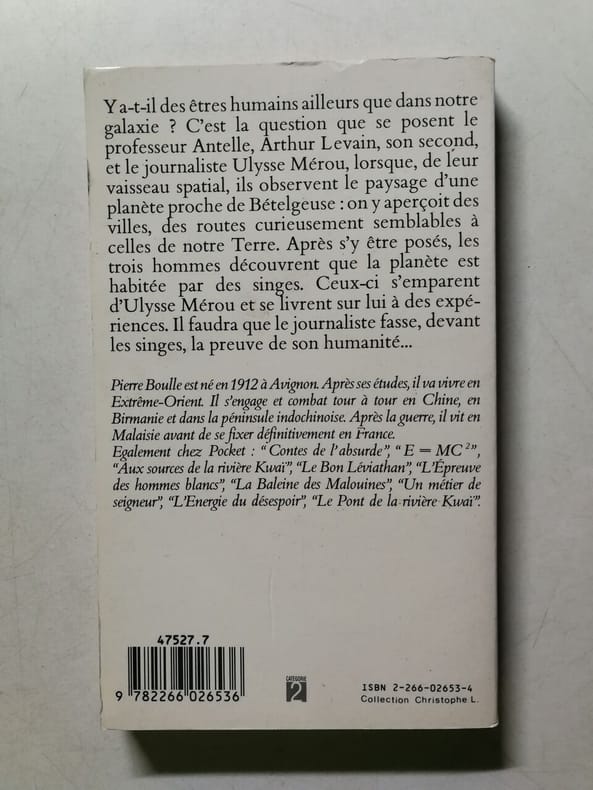 Y a-t-il des êtres humains ailleurs que dans notre
galaxie ? C'est la question que se posent le
professeur Antelle, Arthur Levain, son second,
et le journaliste Ulysse Mérou, lorsque, de leur
vaisseau spatial, ils observent le paysage d'une
planète proche de Bételgeuse : on y aperçoit des
villes, des routes curieusement semblables à
celles de notre Terre. Après s'y être posés, les
trois hommes découvrent que la planète est
habitée par des singes. Ceux-ci s'emparent
d'Ulysse Mérou et se livrent sur lui à des expé-
riences. Il faudra que le journaliste fasse, devant
les singes, la preuve de son humanité...
Pierre Boulle est né en 1912 à Avignon. Après ses études, il va vivre en
Extrême-Orient. Il s'engage et combat tour à tour en Chine, en
Birmanie et dans la péninsule indochinoise. Après la guerre, il vit en
Malaisie avant de se fixer définitivement en France.
Egalement chez Pocket : "Contes de l'absurde", "E = MC²",
"Aux sources de la rivière Kwaï", "Le Bon Léviathan", "L'Épreuve
des hommes blancs", "La Baleine des Malouines", "Un métier de
seigneur", "L'Energie du désespoir", "Le Pont de la rivière Kwaï".
47527.7
9 782266 026536
CATÉGORIE
2
ISBN 2-266-02653-4
Collection Christophe L.